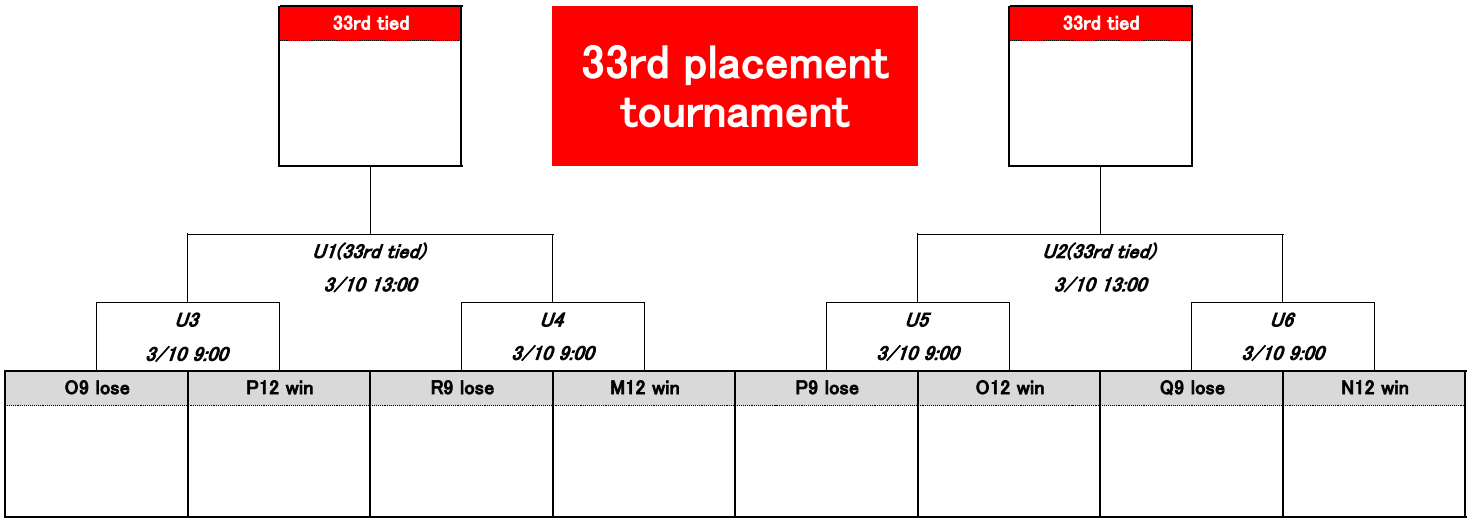 33rd tied
33rd placement
tournament
33rd tied
U1(33rd tied)
3/10 13:00
U2(33rd tied)
3/10 13:00
U3
3/10 9:00
U4
3/10 9:00
U5
3/10 9:00
U6
3/10 9:00
O9 lose
P12 win
R9 lose
M12 win
P9 lose
O12 win
Q9 lose
N12 win